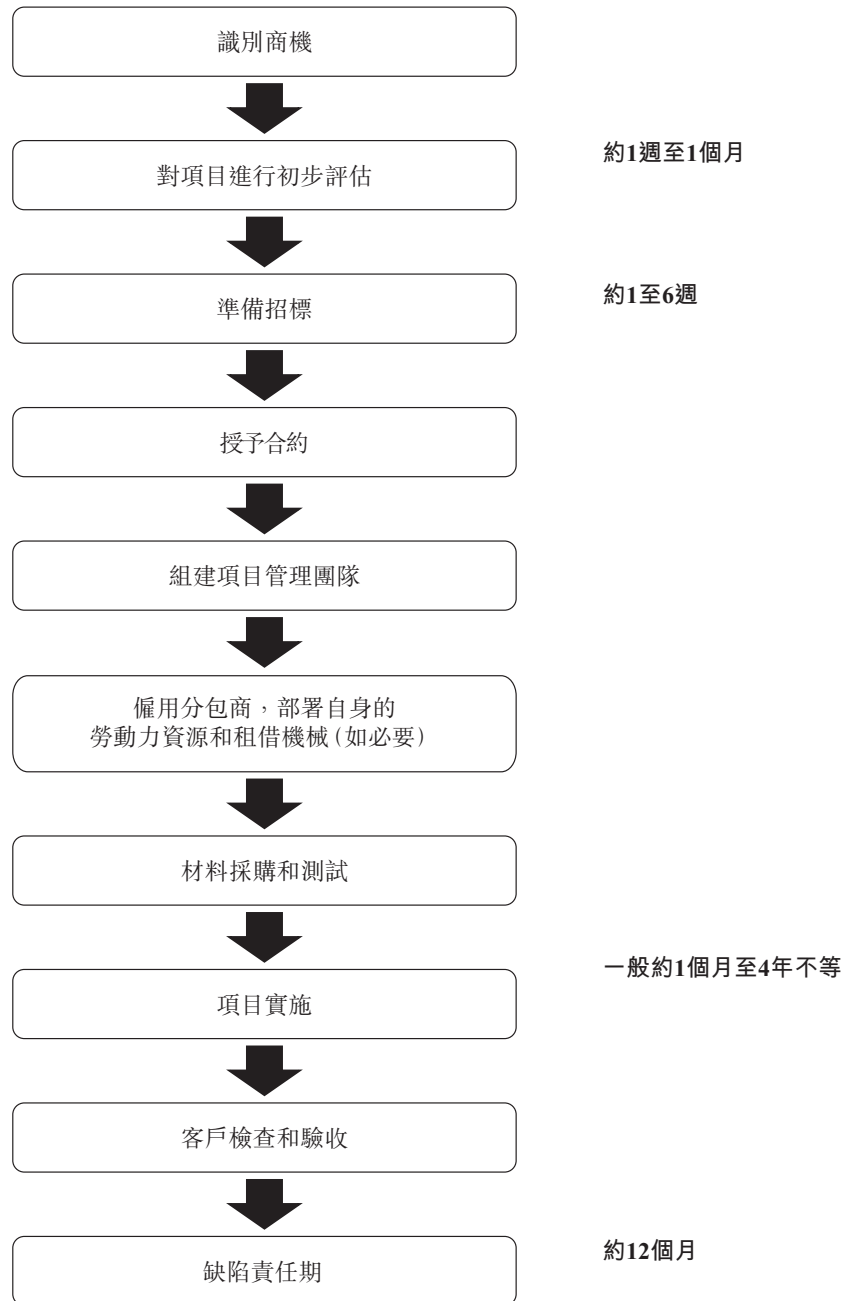 識別商機
對項目進行初步評估
約1週至1個月
準備招標
約1至6週
授予合約
組建項目管理團隊
僱用分包商，部署自身的
勞動力資源和租借機械(如必要)
材料採購和測試
一般約1個月至4年不等
項目實施
客戶檢查和驗收
缺陷責任期
約12個月